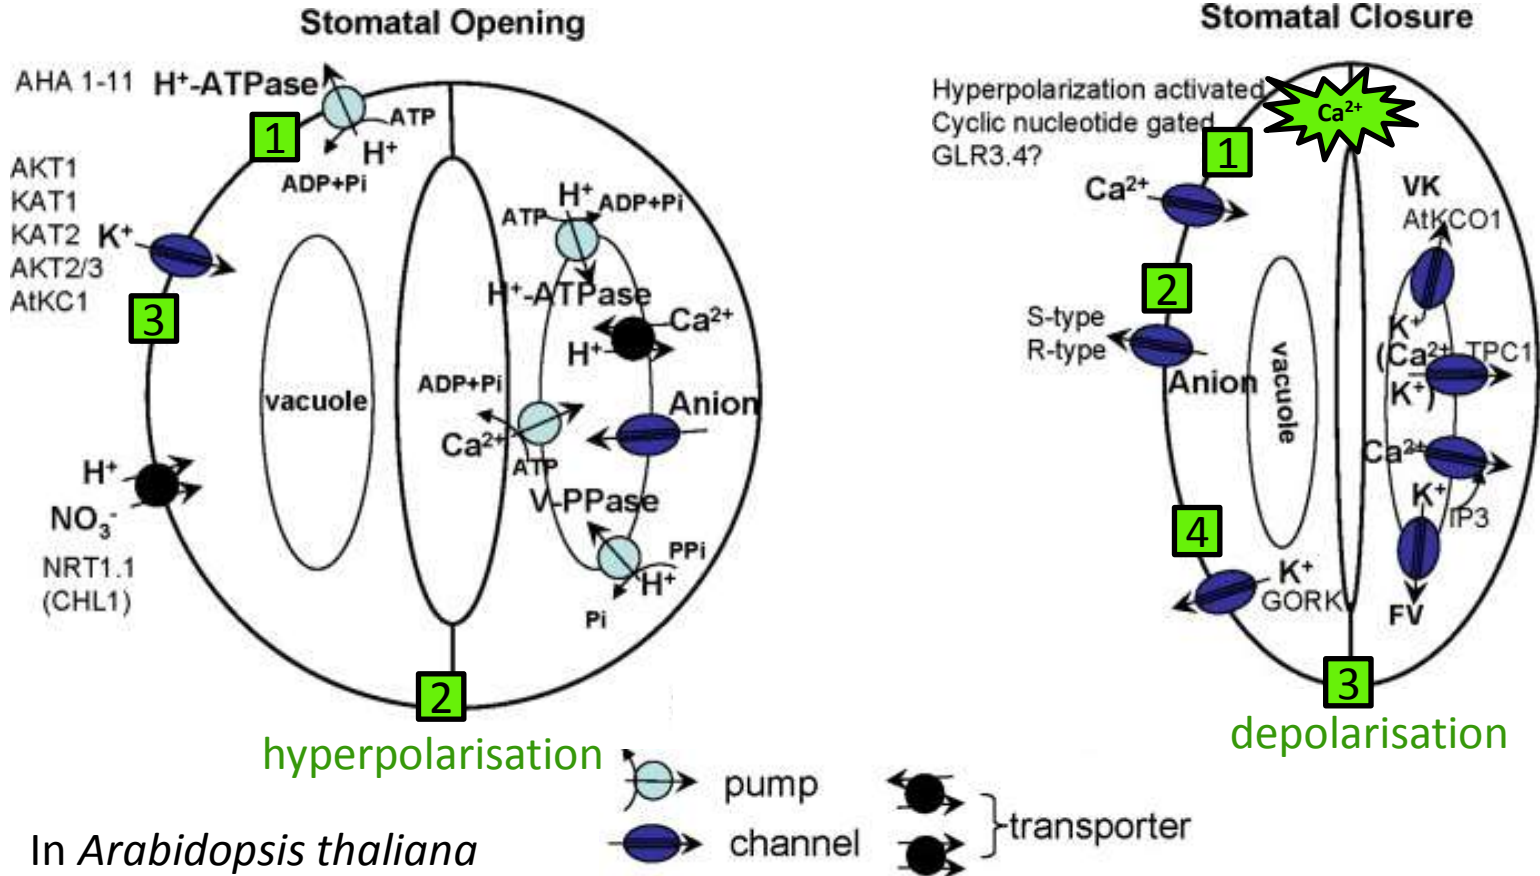 Stomatal Opening
AHA 1-11 H⁺-ATPase
ATP
1
H⁺
ADP+Pi
AKT1
KAT1
KAT2 K⁺
AKT2/3
AtKC1
3
H⁺
ATP ADP+Pi
H⁺-ATPase
Ca²⁺
H⁺
vacuole
ADP+Pi
Anion
Ca²⁺
ATP
V-PPase
H⁺
NO₃⁻
NRT1.1
(CHL1)
PPi
H⁺
Pi
2
hyperpolarisation
Stomatal Closure
Hyperpolarization activated
Cyclic nucleotide gated
GLR3.4?
Ca²⁺
1
Ca²⁺
VK
AtKCO1
2
S-type
R-type
Anion
vacuole
K⁺
(Ca²⁺ TPC1
K⁺)
Ca²⁺
K⁺
IP3
4
K⁺
GORK
FV
3
depolarisation
pump
channel
transporter
In Arabidopsis thaliana